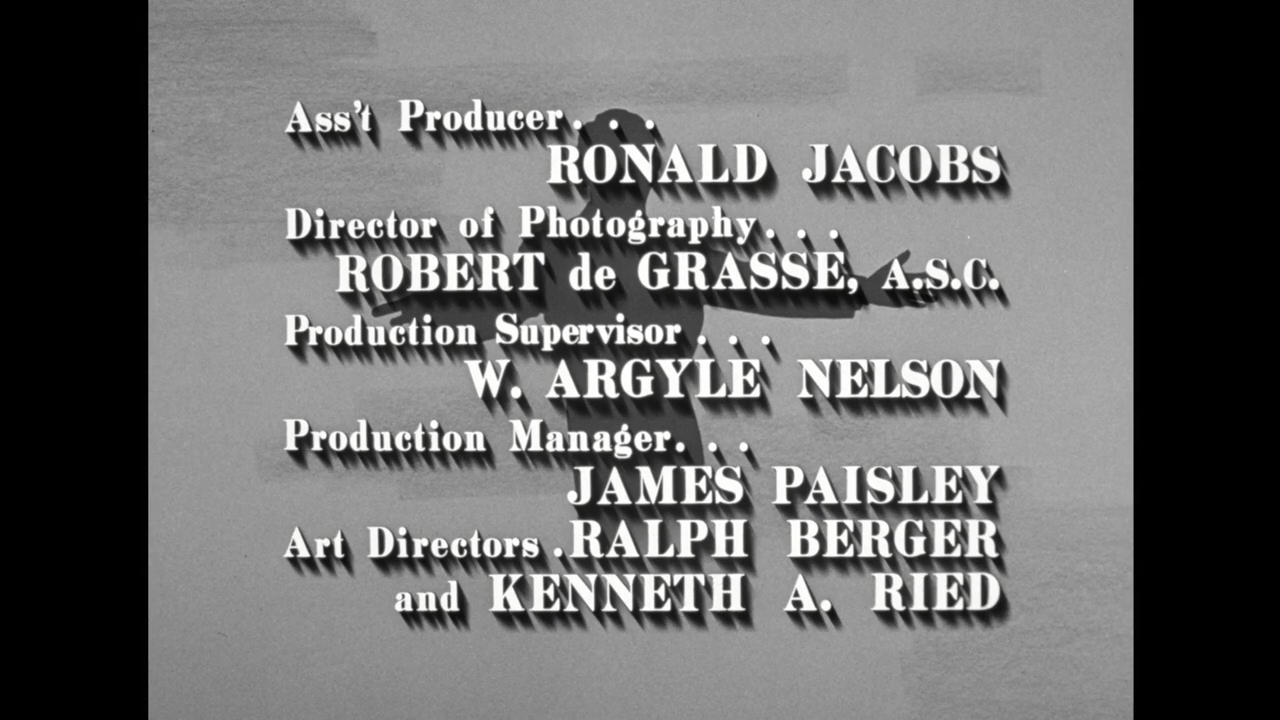 Ass't Producer. . .
RONALD JACOBS
Director of Photography. . .
ROBERT de GRASSE, A.S.C.
Production Supervisor . . .
W. ARGYLE NELSON
Production Manager. . .
JAMES PAISLEY
Art Directors .RALPH BERGER
and KENNETH A. RIED